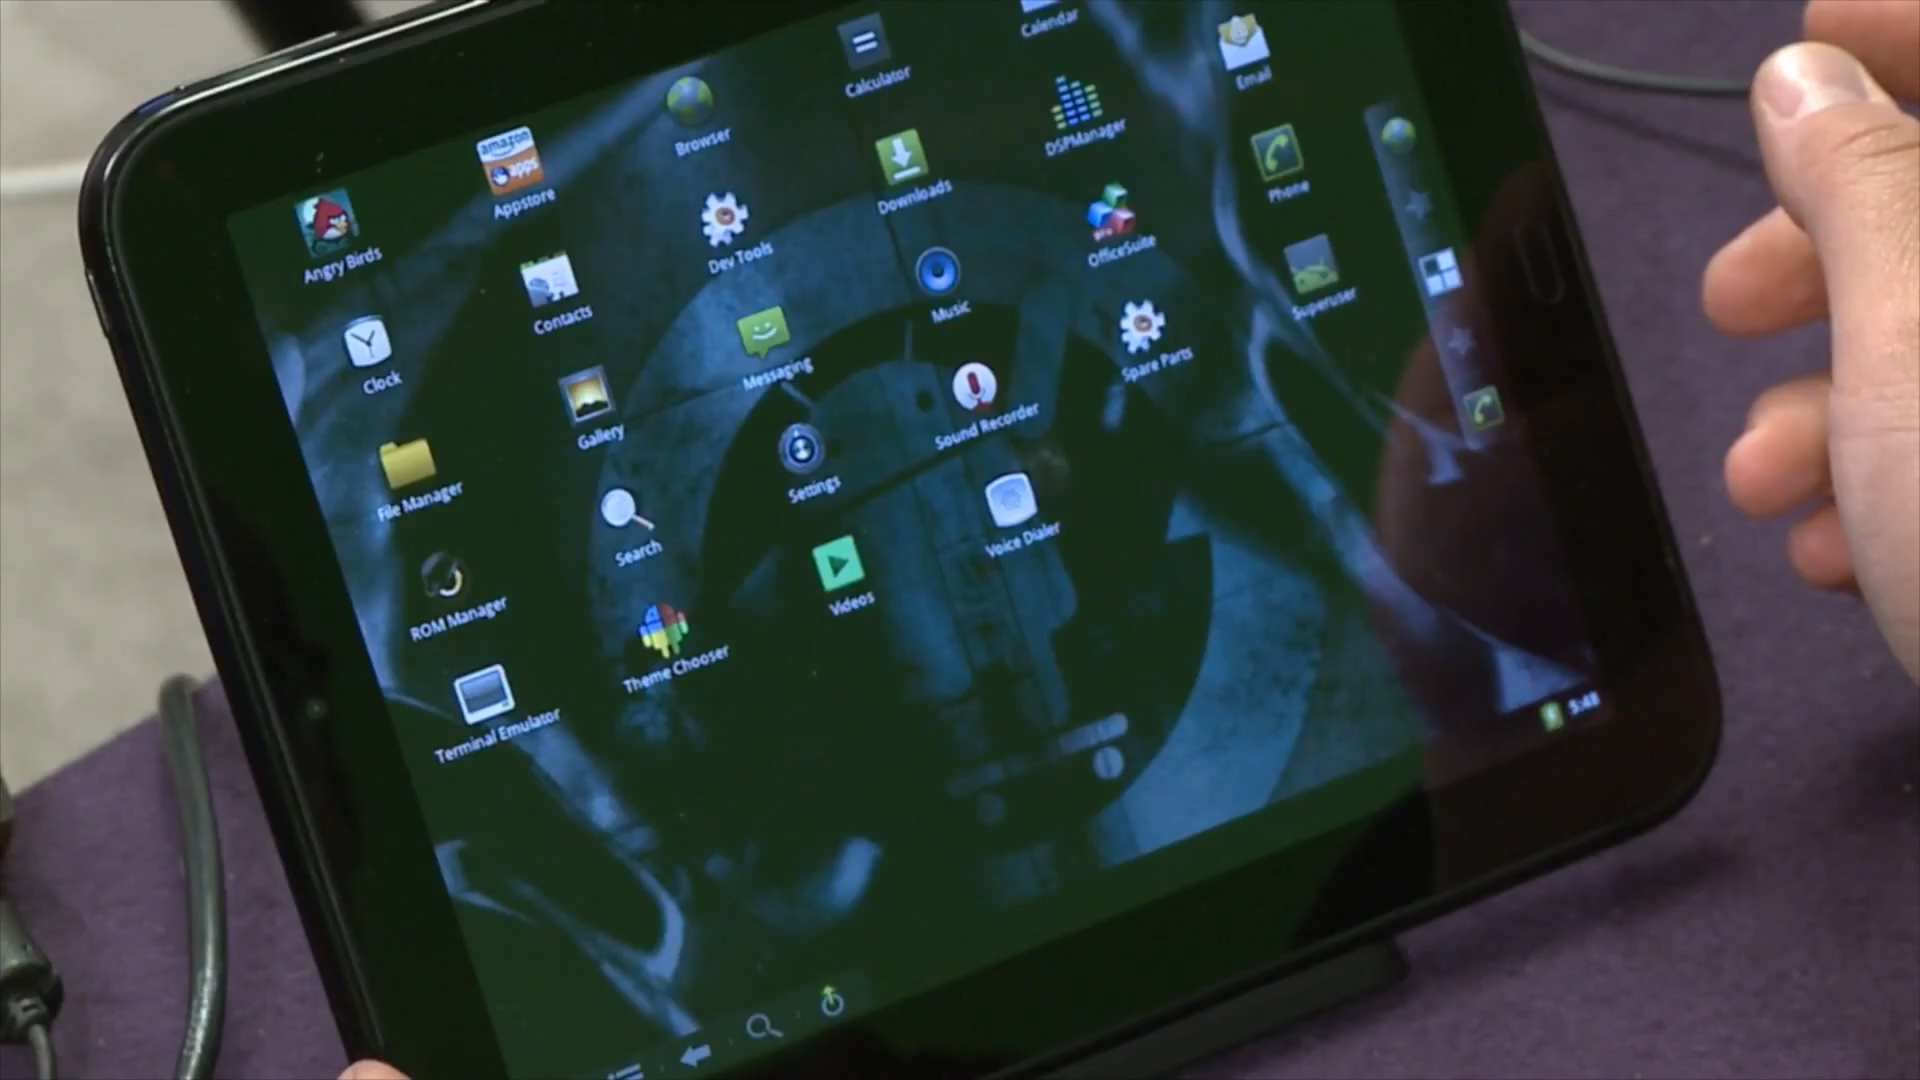 Angry Birds
amazon
apps
Appstore
Browser
Calculator
Calendar
Clock
Contacts
Dev Tools
Downloads
DSPManager
Email
File Manager
Gallery
Messaging
Music
pro
OfficeSuite
Phone
ROM Manager
Search
Settings
Sound Recorder
Spare Parts
Superuser
Terminal Emulator
Theme Chooser
Videos
Voice Dialer
5:48